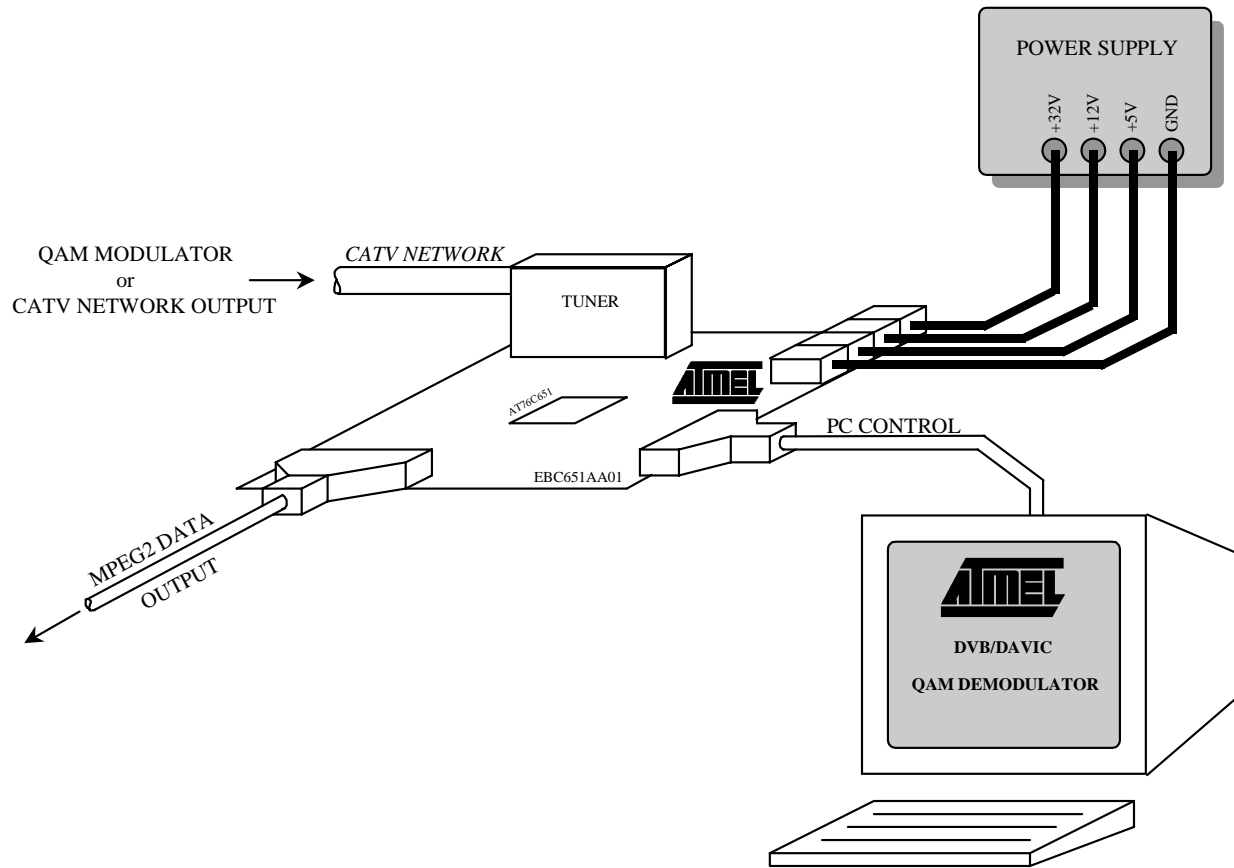 POWER SUPPLY
+32V
+12V
+5V
GND
QAM MODULATOR
or
CATV NETWORK OUTPUT
CATV NETWORK
TUNER
ATMEL
AT76C651
PC CONTROL
EBC651AA01
MPEG2 DATA
OUTPUT
ATMEL
DVB/DAVIC
QAM DEMODULATOR